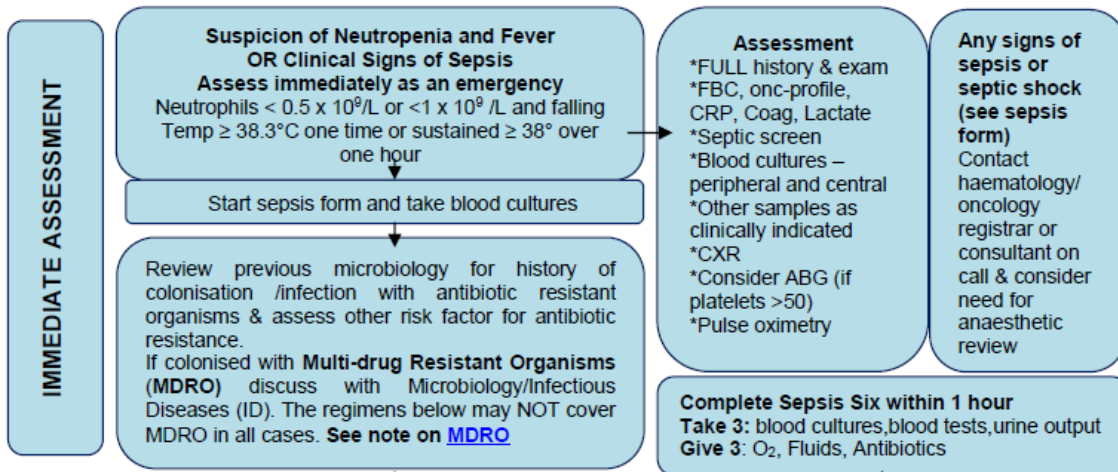 IMMEDIATE ASSESSMENT
Suspicion of Neutropenia and Fever
OR Clinical Signs of Sepsis
Assess immediately as an emergency
Neutrophils < 0.5 x 10⁹/L or <1 x 10⁹ /L and falling
Temp ≥ 38.3°C one time or sustained ≥ 38° over
one hour
Start sepsis form and take blood cultures
Review previous microbiology for history of
colonisation /infection with antibiotic resistant
organisms & assess other risk factor for antibiotic
resistance.
If colonised with Multi-drug Resistant Organisms
(MDRO) discuss with Microbiology/Infectious
Diseases (ID). The regimens below may NOT cover
MDRO in all cases. See note on MDRO
Assessment
*FULL history & exam
*FBC, onc-profile,
CRP, Coag, Lactate
*Septic screen
*Blood cultures –
peripheral and central
*Other samples as
clinically indicated
*CXR
*Consider ABG (if
platelets >50)
*Pulse oximetry
Any signs of
sepsis or
septic shock
(see sepsis
form)
Contact
haematology/
oncology
registrar or
consultant on
call & consider
need for
anaesthetic
review
Complete Sepsis Six within 1 hour
Take 3: blood cultures,blood tests,urine output
Give 3: O₂, Fluids, Antibiotics